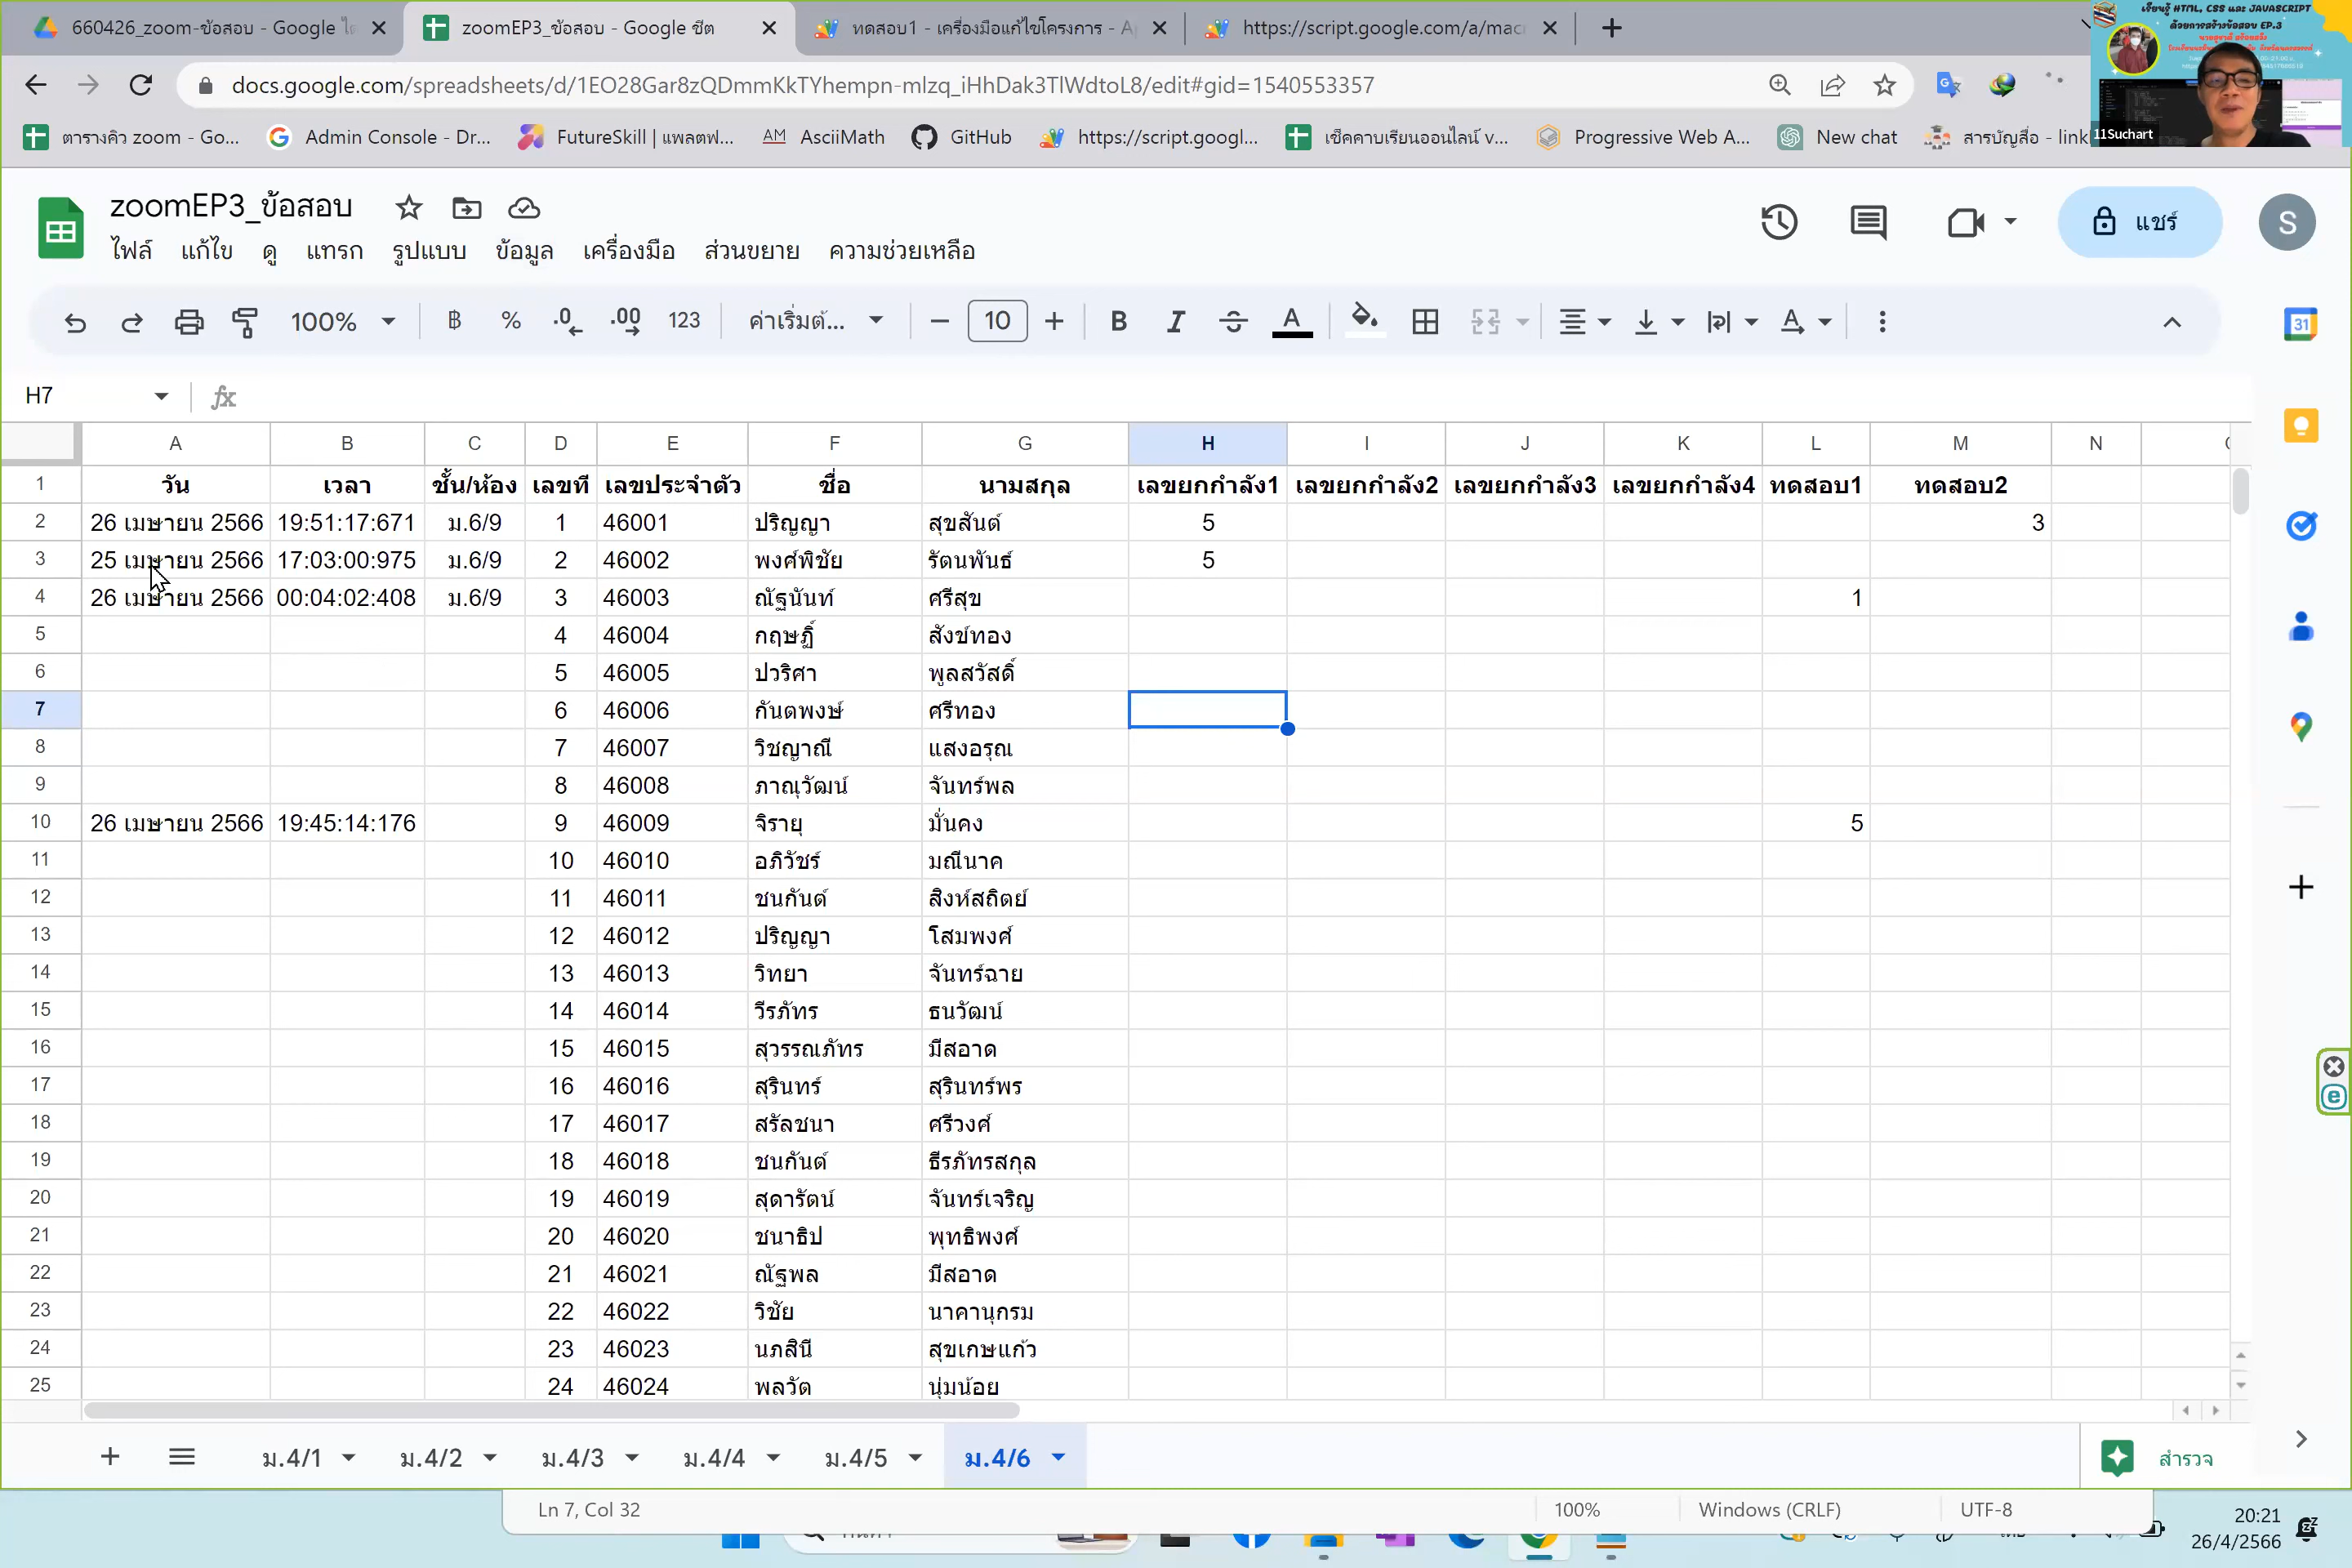 660426_zoom-ข้อสอบ - Google
zoomEP3_ข้อสอบ - Google ชีต
ทดสอบ1 - เครื่องมือแก้ไขโครงการ - A
https://script.google.com/a/mac
docs.google.com/spreadsheets/d/1EO28Gar8zQDmmKkTYhempn-mlzq_iHhDak3TlWdtoL8/edit#gid=1540553357
ตารางคิว zoom - Go...
Admin Console - Dr...
FutureSkill | แพลตฟ...
AM AsciiMath
GitHub
https://script.googl...
เช็คคาบเรียนออนไลน์ v...
Progressive Web A...
New chat
สารบัญสื่อ - link
เรียนรู้ HTML, CSS และ JAVASCRIPT
ด้วยการสร้างข้อสอบ EP.3
11Suchart
zoomEP3_ข้อสอบ
ไฟล์ แก้ไข ดู แทรก รูปแบบ ข้อมูล เครื่องมือ ส่วนขยาย ความช่วยเหลือ
แชร์
S
100% ฿ % .0 .00 123 ค่าเริ่มต้... 10 B I S A
31
H7 fx
A B C D E F G H I J K L M N
1 วัน เวลา ชั้น/ห้อง เลขที่ เลขประจำตัว ชื่อ นามสกุล เลขยกกำลัง1 เลขยกกำลัง2 เลขยกกำลัง3 เลขยกกำลัง4 ทดสอบ1 ทดสอบ2
2 26 เมษายน 2566 19:51:17:671 ม.6/9 1 46001 ปริญญา สุขสันต์ 5 3
3 25 เมษายน 2566 17:03:00:975 ม.6/9 2 46002 พงศ์พิชัย รัตนพันธ์ 5
4 26 เมษายน 2566 00:04:02:408 ม.6/9 3 46003 ณัฐนันท์ ศรีสุข 1
5 4 46004 กฤษฏิ์ สังข์ทอง
6 5 46005 ปวริศา พูลสวัสดิ์
7 6 46006 กันตพงษ์ ศรีทอง
8 7 46007 วิชญาณี แสงอรุณ
9 8 46008 ภาณุวัฒน์ จันทร์พล
10 26 เมษายน 2566 19:45:14:176 9 46009 จิรายุ มั่นคง 5
11 10 46010 อภิวัชร์ มณีนาค
12 11 46011 ชนกันต์ สิงห์สถิตย์
13 12 46012 ปริญญา โสมพงศ์
14 13 46013 วิทยา จันทร์ฉาย
15 14 46014 วีรภัทร ธนวัฒน์
16 15 46015 สุวรรณภัทร มีสอาด
17 16 46016 สุรินทร์ สุรินทร์พร
18 17 46017 สรัลชนา ศรีวงศ์
19 18 46018 ชนกันต์ ธีรภัทรสกุล
20 19 46019 สุดารัตน์ จันทร์เจริญ
21 20 46020 ชนาธิป พุทธิพงศ์
22 21 46021 ณัฐพล มีสอาด
23 22 46022 วิชัย นาคานุกรม
24 23 46023 นภสินี สุขเกษแก้ว
25 24 46024 พลวัต นุ่มน้อย
ม.4/1 ม.4/2 ม.4/3 ม.4/4 ม.4/5 ม.4/6 สำรวจ
Ln 7, Col 32 100% Windows (CRLF) UTF-8
20:21
26/4/2566